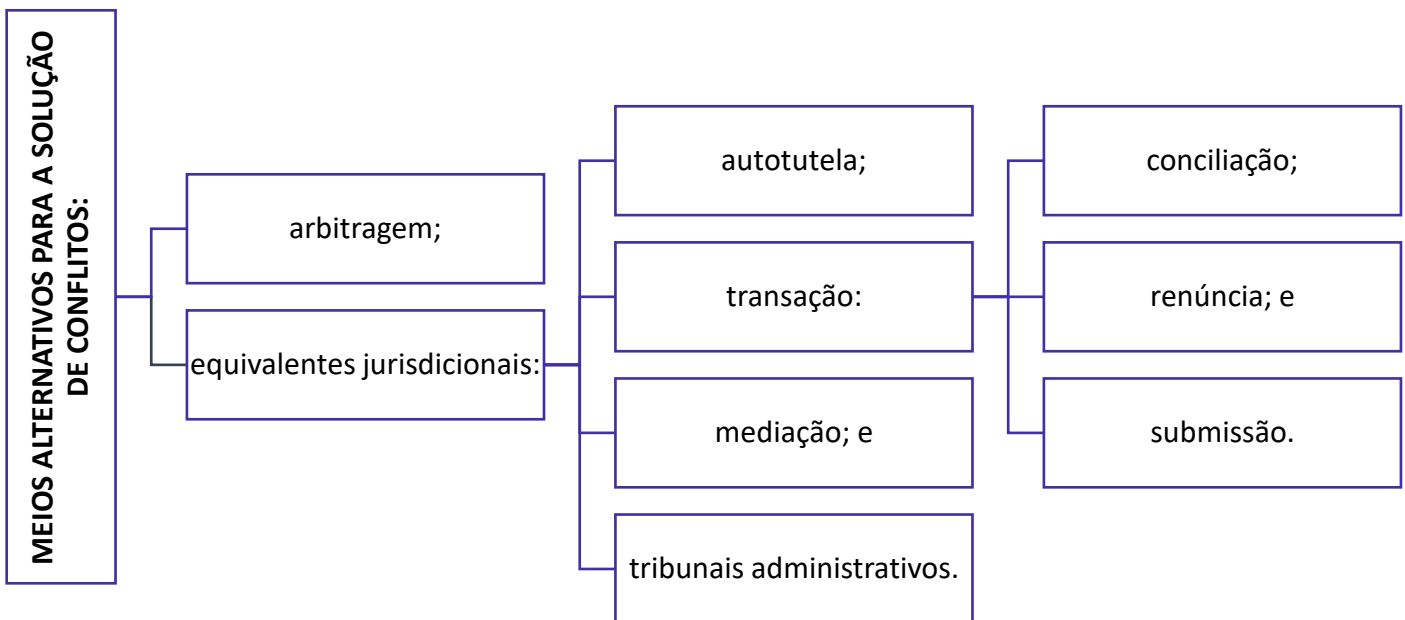 MEIOS ALTERNATIVOS PARA A SOLUÇÃO
DE CONFLITOS:
arbitragem;
equivalentes jurisdicionais:
autotutela;
transação:
mediação; e
tribunais administrativos.
conciliação;
renúncia; e
submissão.